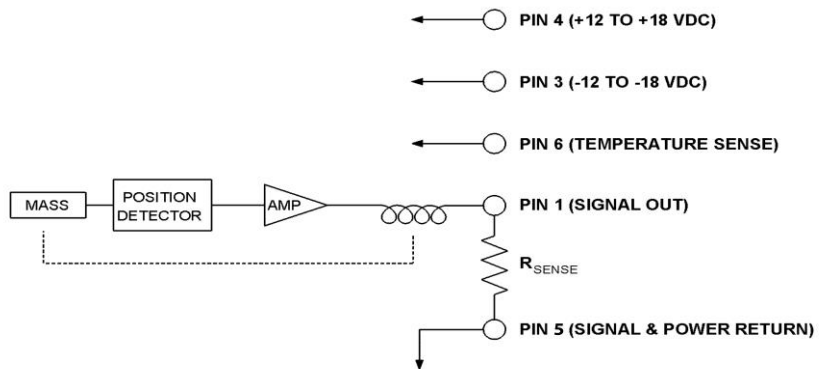 PIN 4 (+12 TO +18 VDC)
PIN 3 (-12 TO -18 VDC)
PIN 6 (TEMPERATURE SENSE)
MASS
POSITION
DETECTOR
AMP
PIN 1 (SIGNAL OUT)
RSENSE
PIN 5 (SIGNAL & POWER RETURN)